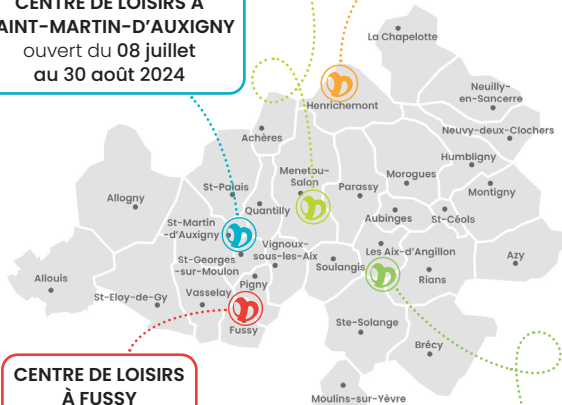 CENTRE DE LOISIRS À
SAINT-MARTIN-D'AUXIGNY
ouvert du 08 juillet
au 30 août 2024
La Chapelotte
Henrichemont
Neuilly-
en-Sancerre
Achères
Neuvy-deux-Clochers
Humbligny
Menetou-
Salon
Morogues
St-Palais
Parassy
Montigny
Allogny
Quantilly
Aubinges
St-Céols
St-Martin
-d'Auxigny
Vignoux-
sous-les-Aix
Les Aix-d'Angillon
Azy
St-Georges
-sur-Moulon
Soulangis
Allouis
Pigny
Rians
St-Eloy-de-Gy
Vasselay
Fussy
Ste-Solange
Brécy
CENTRE DE LOISIRS
À FUSSY
Moulins-sur-Yèvre